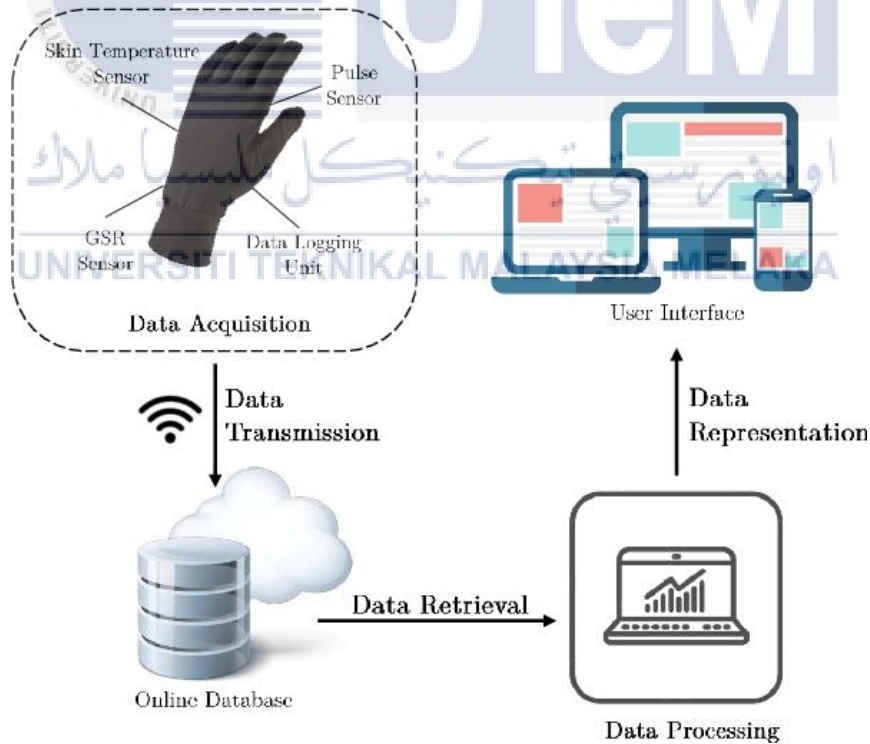 UTeM
Skin Temperature
Sensor
Pulse
Sensor
اونيورسيتي تيكنيكل مليسيا ملاك
GSR
Sensor
Data Logging
Unit
UNIVERSITI TEKNIKAL MALAYSIA MELAKA
Data Acquisition
User Interface
Data
Transmission
Data
Representation
Data Retrieval
Online Database
Data Processing